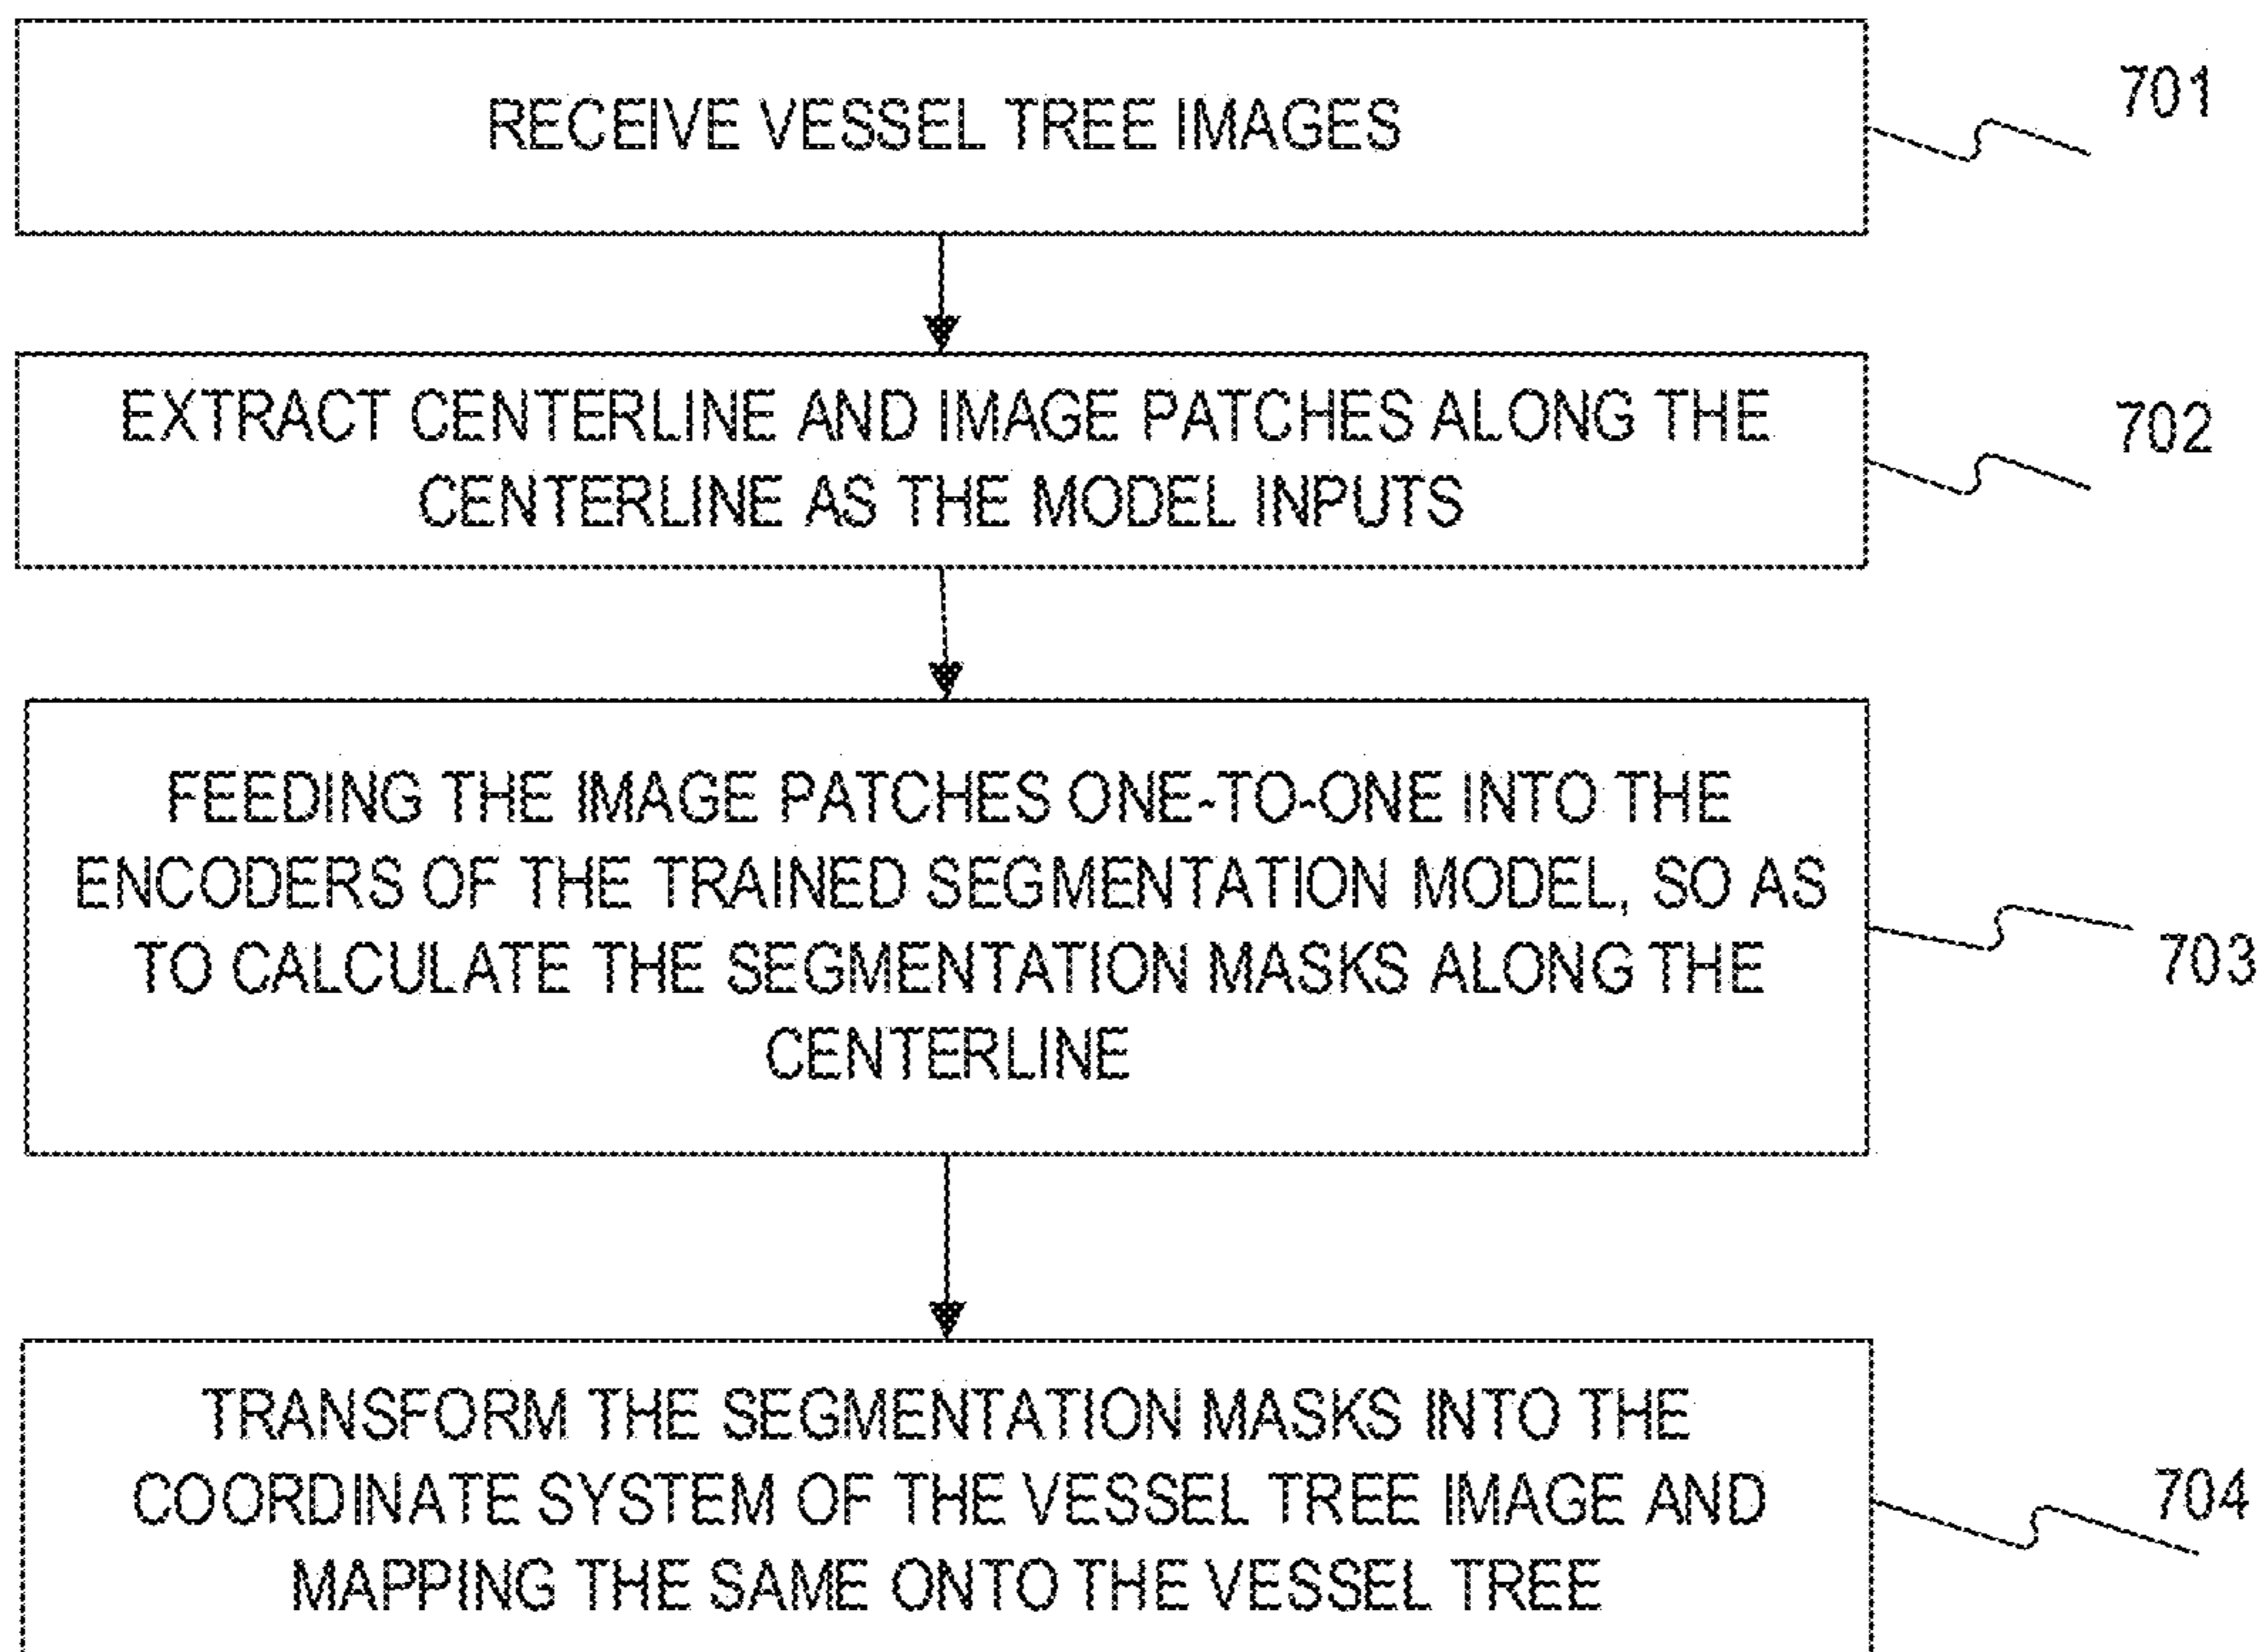 RECEIVE VESSEL TREE IMAGES
701
EXTRACT CENTERLINE AND IMAGE PATCHES ALONG THE
CENTERLINE AS THE MODEL INPUTS
702
FEEDING THE IMAGE PATCHES ONE-TO-ONE INTO THE
ENCODERS OF THE TRAINED SEGMENTATION MODEL, SO AS
TO CALCULATE THE SEGMENTATION MASKS ALONG THE
CENTERLINE
703
TRANSFORM THE SEGMENTATION MASKS INTO THE
COORDINATE SYSTEM OF THE VESSEL TREE IMAGE AND
MAPPING THE SAME ONTO THE VESSEL TREE
704